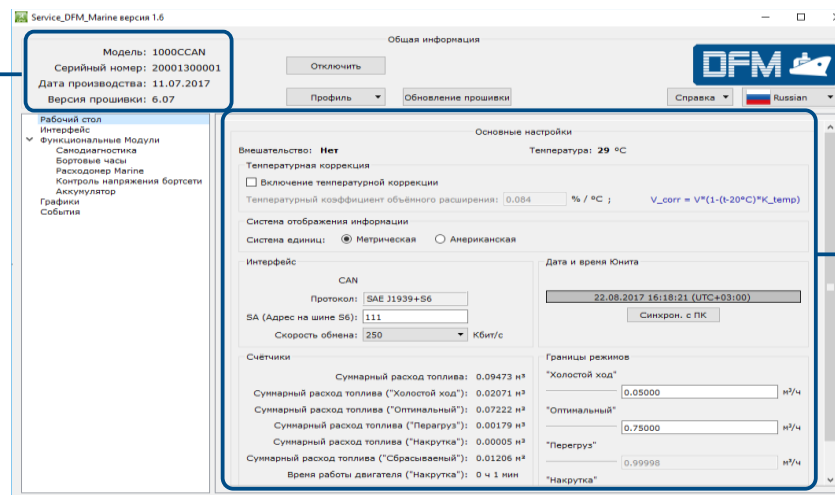 Service_DFM_Marine версия 1.6
Общая информация
Модель: 1000CCAN
Серийный номер: 20001300001
Дата производства: 11.07.2017
Версия прошивки: 6.07
Отключить
Профиль
Обновление прошивки
DFM
Справка
Russian
Рабочий стол
Интерфейс
Функциональные Модули
Самодиагностика
Бортовые часы
Расходомер Marine
Контроль напряжения бортсети
Аккумулятор
Графики
События
Основные настройки
Вмешательство: Нет
Температура: 29 °C
Температурная коррекция
Включение температурной коррекции
Температурный коэффициент объёмного расширения: 0.084 % / °C ;
V_corr = V*(1-(t-20°C)*K_temp)
Система отображения информации
Система единиц: Метрическая Американская
Интерфейс
CAN
Протокол: SAE J1939+S6
SA (Адрес на шине S6): 111
Скорость обмена: 250 Кбит/с
Дата и время Юнита
22.08.2017 16:18:21 (UTC+03:00)
Синхрон. с ПК
Счётчики
Суммарный расход топлива: 0.09473 м³
Суммарный расход топлива ("Холостой ход"): 0.02071 м³
Суммарный расход топлива ("Оптимальный"): 0.07222 м³
Суммарный расход топлива ("Перегруз"): 0.00179 м³
Суммарный расход топлива ("Накрутка"): 0.00005 м³
Суммарный расход топлива ("Сбрасываемый"): 0.01206 м³
Время работы двигателя ("Накрутка"): 0 ч 1 мин
Границы режимов
"Холостой ход"
0.05000 м³/ч
"Оптимальный"
0.75000 м³/ч
"Перегруз"
0.99998 м³/ч
"Накрутка"